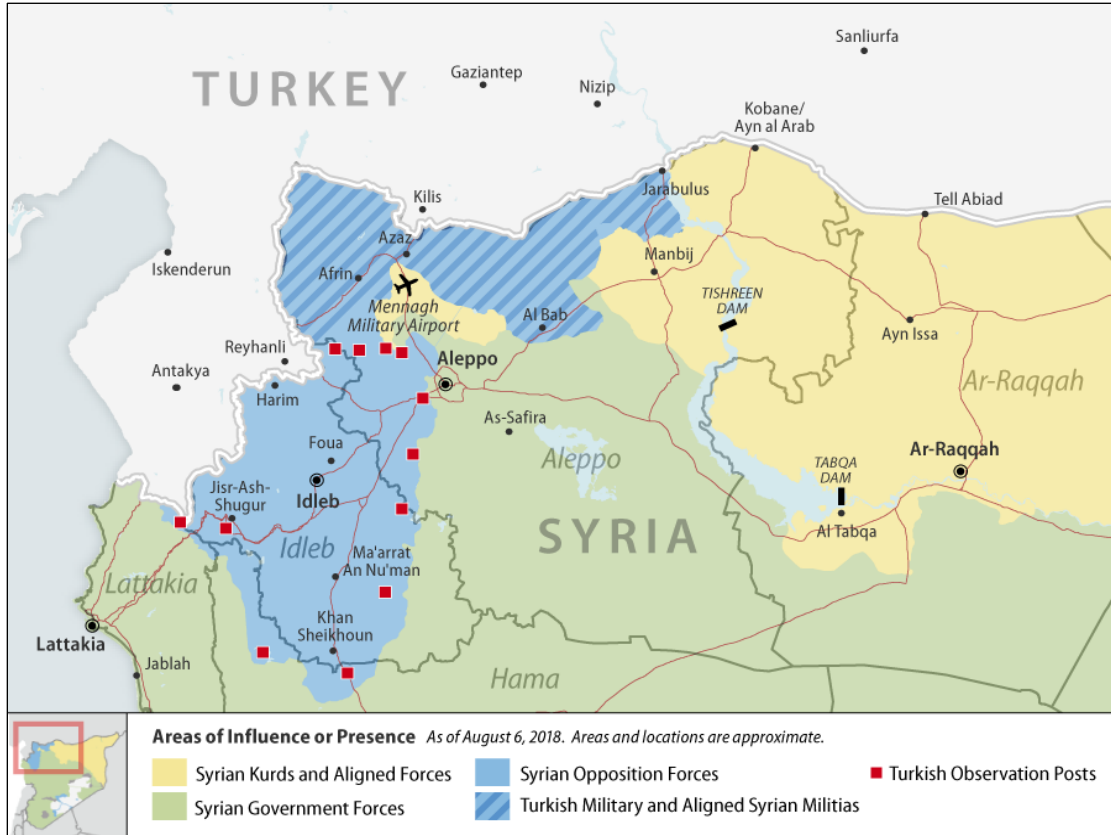 Sanliurfa
Gaziantep
TURKEY
Nizip
Kobane/
Ayn al Arab
Kilis
Jarabulus
Tell Abiad
Azaz
Iskenderun
Afrin
Manbij
Mennagh
Military Airport
TISHREEN
DAM
Al Bab
Ayn Issa
Reyhanli
Aleppo
Antakya
Harim
Ar-Raqqah
As-Safira
Foua
Aleppo
Ar-Raqqah
TABQA
DAM
Jisr-Ash-
Shugur
Idleb
SYRIA
Al Tabqa
Idleb
Ma'arrat
An Nu'man
Lattakia
Khan
Sheikhoun
Lattakia
Jablah
Hama
Areas of Influence or Presence As of August 6, 2018. Areas and locations are approximate.
Syrian Kurds and Aligned Forces
Syrian Opposition Forces
Turkish Observation Posts
Syrian Government Forces
Turkish Military and Aligned Syrian Militias